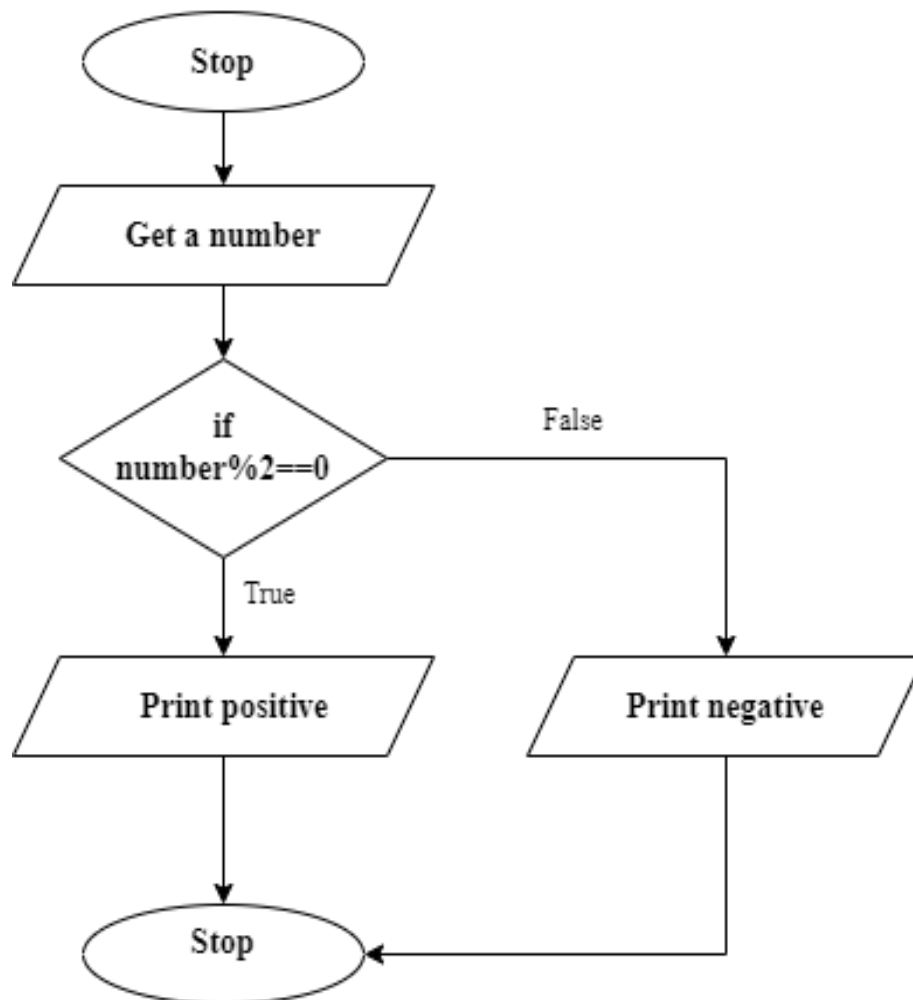 Stop
Get a number
if
number%2==0
False
True
Print positive
Print negative
Stop